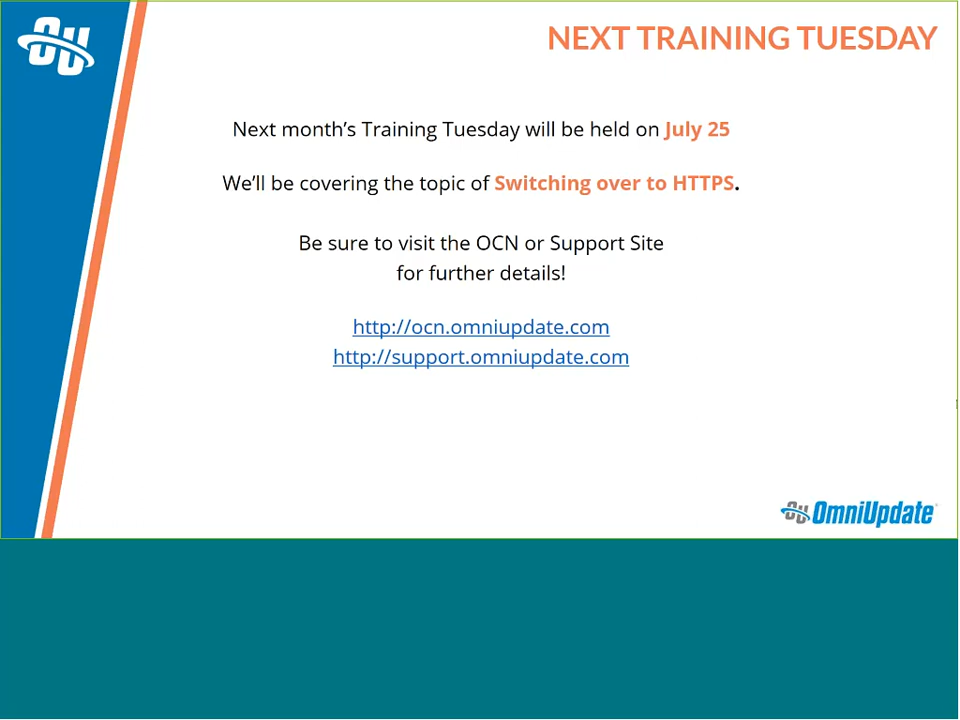 OU
NEXT TRAINING TUESDAY
Next month's Training Tuesday will be held on July 25
We'll be covering the topic of Switching over to HTTPS.
Be sure to visit the OCN or Support Site
for further details!
http://ocn.omniupdate.com
http://support.omniupdate.com
OU OmniUpdate